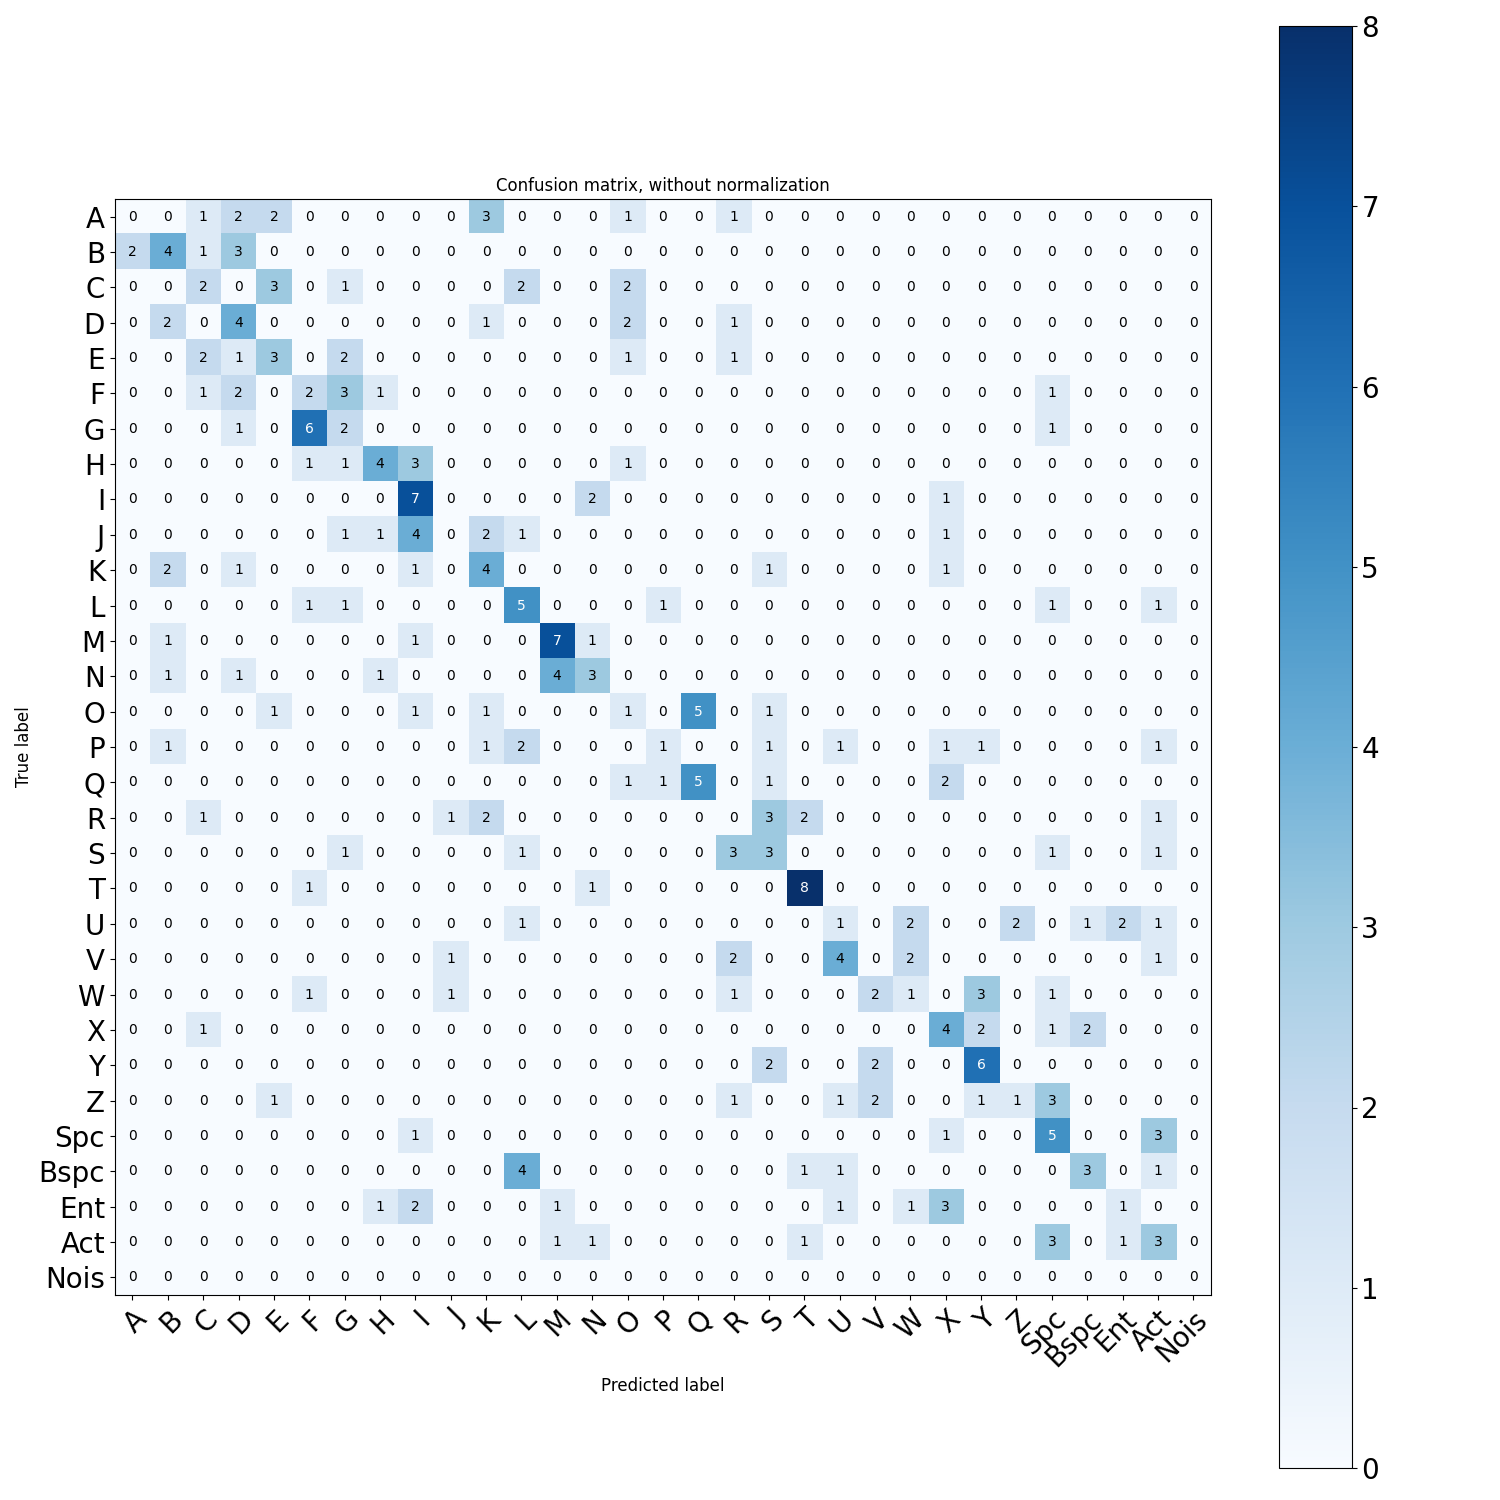 Confusion matrix, without normalization
A 0 0 1 2 2 0 0 0 0 0 3 0 0 0 1 0 0 1 0 0 0 0 0 0 0 0 0 0 0 0 0
B 2 4 1 3 0 0 0 0 0 0 0 0 0 0 0 0 0 0 0 0 0 0 0 0 0 0 0 0 0 0 0
C 0 0 2 0 3 0 1 0 0 0 0 2 0 0 2 0 0 0 0 0 0 0 0 0 0 0 0 0 0 0 0
D 0 2 0 4 0 0 0 0 0 0 1 0 0 0 2 0 0 1 0 0 0 0 0 0 0 0 0 0 0 0 0
E 0 0 2 1 3 0 2 0 0 0 0 0 0 0 1 0 0 1 0 0 0 0 0 0 0 0 0 0 0 0 0
F 0 0 1 2 0 2 3 1 0 0 0 0 0 0 0 0 0 0 0 0 0 0 0 0 0 0 1 0 0 0 0
G 0 0 0 1 0 6 2 0 0 0 0 0 0 0 0 0 0 0 0 0 0 0 0 0 0 0 1 0 0 0 0
H 0 0 0 0 0 1 1 4 3 0 0 0 0 0 1 0 0 0 0 0 0 0 0 0 0 0 0 0 0 0 0
I 0 0 0 0 0 0 0 0 7 0 0 0 0 2 0 0 0 0 0 0 0 0 0 1 0 0 0 0 0 0 0
J 0 0 0 0 0 0 1 1 4 0 2 1 0 0 0 0 0 0 0 0 0 0 0 1 0 0 0 0 0 0 0
K 0 2 0 1 0 0 0 0 1 0 4 0 0 0 0 0 0 0 1 0 0 0 0 1 0 0 0 0 0 0 0
L 0 0 0 0 0 1 1 0 0 0 0 5 0 0 0 1 0 0 0 0 0 0 0 0 0 0 1 0 0 1 0
M 0 1 0 0 0 0 0 0 1 0 0 0 7 1 0 0 0 0 0 0 0 0 0 0 0 0 0 0 0 0 0
N 0 1 0 1 0 0 0 1 0 0 0 0 4 3 0 0 0 0 0 0 0 0 0 0 0 0 0 0 0 0 0
O 0 0 0 0 1 0 0 0 1 0 1 0 0 0 1 0 5 0 1 0 0 0 0 0 0 0 0 0 0 0 0
P 0 1 0 0 0 0 0 0 0 0 1 2 0 0 0 1 0 0 1 0 1 0 0 1 1 0 0 0 0 1 0
Q 0 0 0 0 0 0 0 0 0 0 0 0 0 0 1 1 5 0 1 0 0 0 0 2 0 0 0 0 0 0 0
R 0 0 1 0 0 0 0 0 0 1 2 0 0 0 0 0 0 0 3 2 0 0 0 0 0 0 0 0 0 1 0
S 0 0 0 0 0 0 1 0 0 0 0 1 0 0 0 0 0 3 3 0 0 0 0 0 0 0 1 0 0 1 0
T 0 0 0 0 0 1 0 0 0 0 0 0 0 1 0 0 0 0 0 8 0 0 0 0 0 0 0 0 0 0 0
U 0 0 0 0 0 0 0 0 0 0 0 1 0 0 0 0 0 0 0 0 1 0 2 0 0 2 0 1 2 1 0
V 0 0 0 0 0 0 0 0 0 1 0 0 0 0 0 0 0 2 0 0 4 0 2 0 0 0 0 0 0 1 0
W 0 0 0 0 0 1 0 0 0 1 0 0 0 0 0 0 0 1 0 0 0 2 1 0 3 0 1 0 0 0 0
X 0 0 1 0 0 0 0 0 0 0 0 0 0 0 0 0 0 0 0 0 0 0 0 4 2 0 1 2 0 0 0
Y 0 0 0 0 0 0 0 0 0 0 0 0 0 0 0 0 0 0 2 0 0 2 0 0 6 0 0 0 0 0 0
Z 0 0 0 0 1 0 0 0 0 0 0 0 0 0 0 0 0 1 0 0 1 2 0 0 1 1 3 0 0 0 0
Spc 0 0 0 0 0 0 0 0 1 0 0 0 0 0 0 0 0 0 0 0 0 0 0 1 0 0 5 0 0 3 0
Bspc 0 0 0 0 0 0 0 0 0 0 0 4 0 0 0 0 0 0 0 1 1 0 0 0 0 0 0 3 0 1 0
Ent 0 0 0 0 0 0 0 1 2 0 0 0 1 0 0 0 0 0 0 0 1 0 1 3 0 0 0 0 1 0 0
Act 0 0 0 0 0 0 0 0 0 0 0 0 1 1 0 0 0 0 0 1 0 0 0 0 0 0 3 0 1 3 0
Nois 0 0 0 0 0 0 0 0 0 0 0 0 0 0 0 0 0 0 0 0 0 0 0 0 0 0 0 0 0 0 0
A B C D E F G H I J K L M N O P Q R S T U V W X Y Z Spc Bspc Ent Act Nois
Predicted label
True label
8
7
6
5
4
3
2
1
0